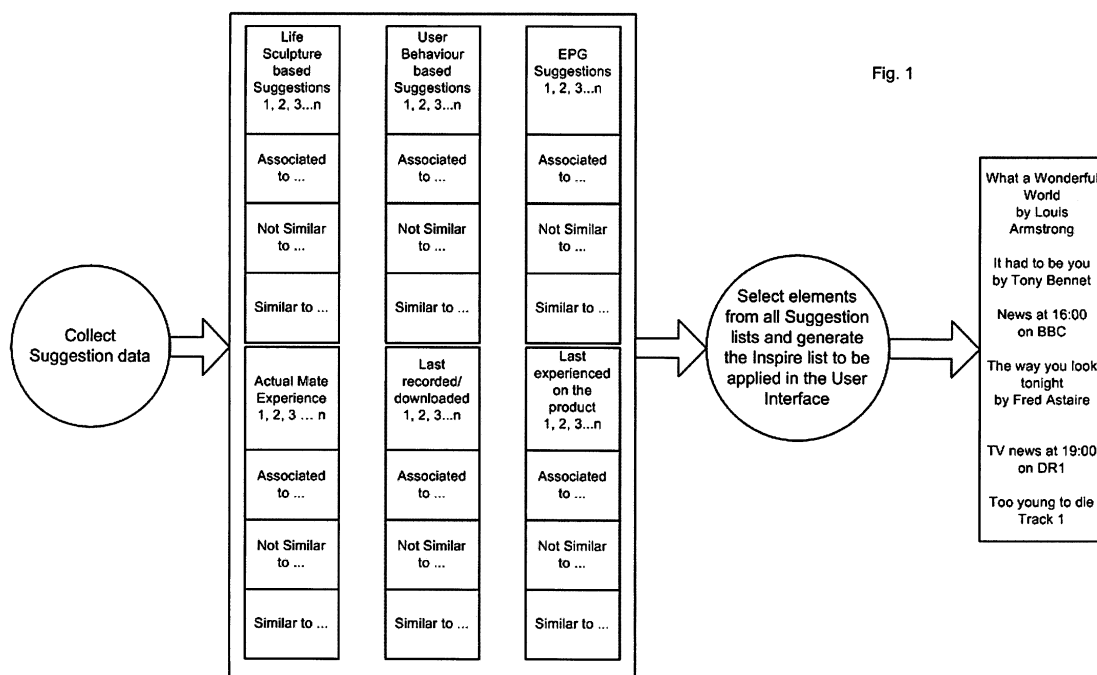 Fig. 1
Collect
Suggestion data
Life
Sculpture
based
Suggestions
1, 2, 3...n
Associated
to ...
Not Similar
to ...
Similar to ...
Actual Mate
Experience
1, 2, 3 ... n
Associated
to ...
Not Similar
to ...
Similar to ...
User
Behaviour
based
Suggestions
1, 2, 3...n
Associated
to ...
Not Similar
to ...
Similar to ...
Last
recorded/
downloaded
1, 2, 3...n
Associated
to ...
Not Similar
to ...
Similar to ...
EPG
Suggestions
1, 2, 3...n
Associated
to ...
Not Similar
to ...
Similar to ...
Last
experienced
on the
product
1, 2, 3...n
Associated
to ...
Not Similar
to ...
Similar to ...
Select elements
from all Suggestion
lists and generate
the Inspire list to be
applied in the User
Interface
What a Wonderful
World
by Louis
Armstrong
It had to be you
by Tony Bennet
News at 16:00
on BBC
The way you look
tonight
by Fred Astaire
TV news at 19:00
on DR1
Too young to die
Track 1